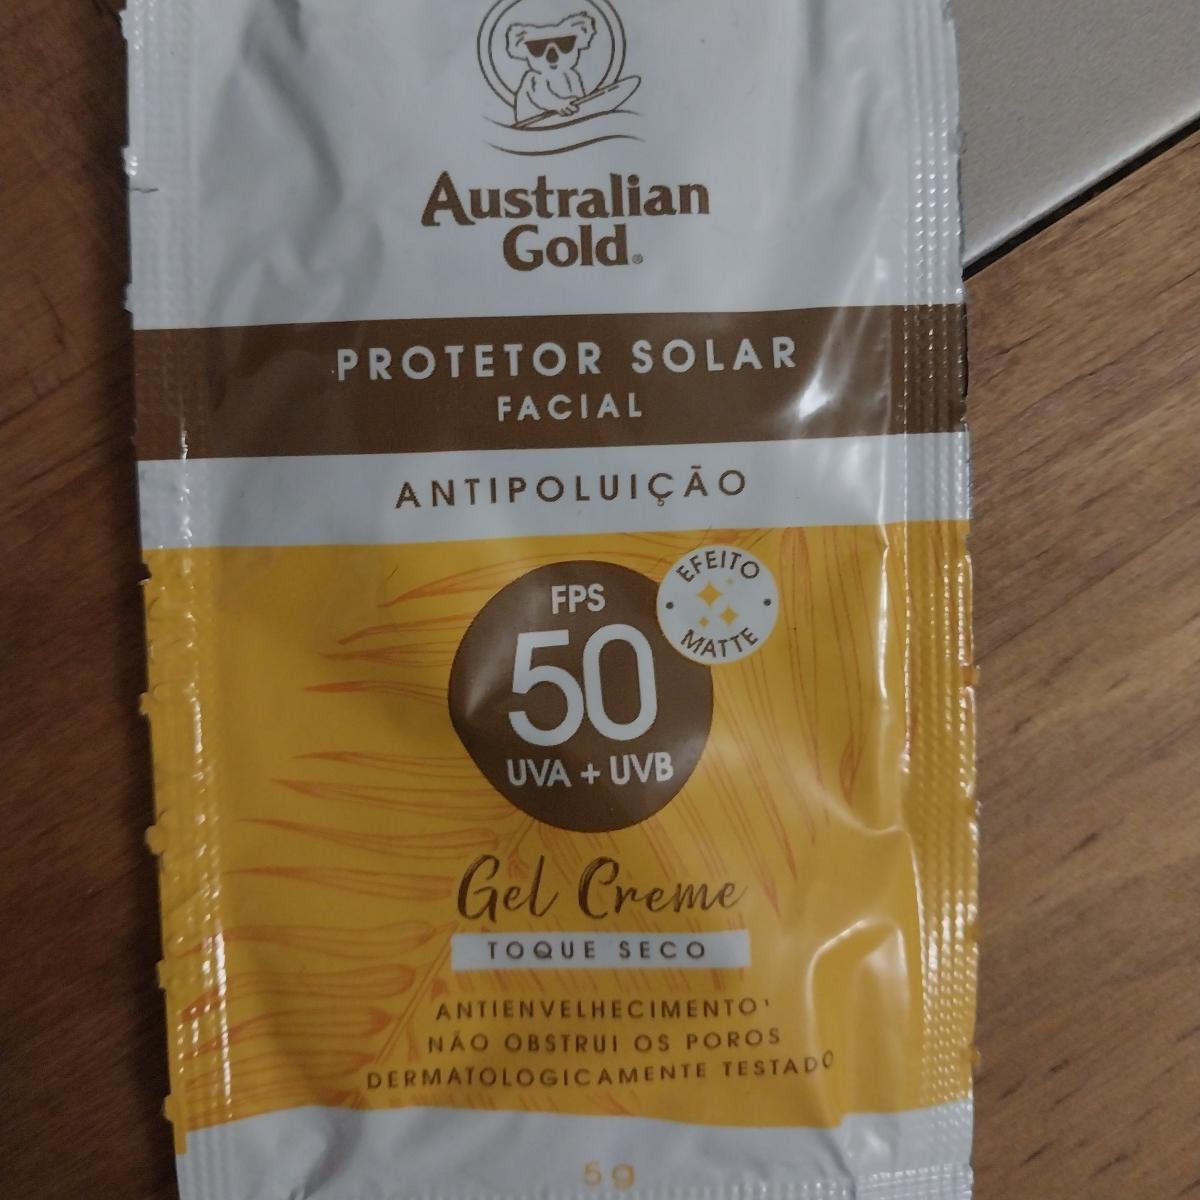 Australian
Gold®
PROTETOR SOLAR
FACIAL
ANTIPOLUIÇÃO
EFEITO
MATTE
FPS
50
UVA + UVB
Gel Creme
TOQUE SECO
ANTIENVELHECIMENTO¹
NÃO OBSTRUI OS POROS
DERMATOLOGICAMENTE TESTADO
5g